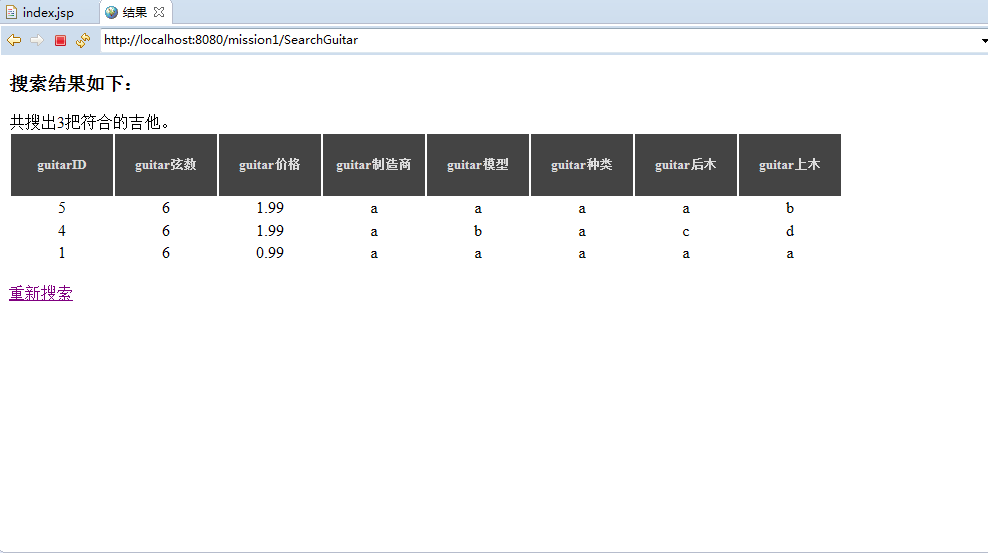 index.jsp 结果
http://localhost:8080/mission1/SearchGuitar
搜索结果如下：
共搜出3把符合的吉他。
guitarID guitar弦数 guitar价格 guitar制造商 guitar模型 guitar种类 guitar后木 guitar上木
5 6 1.99 a a a a b
4 6 1.99 a b a c d
1 6 0.99 a a a a a
重新搜索